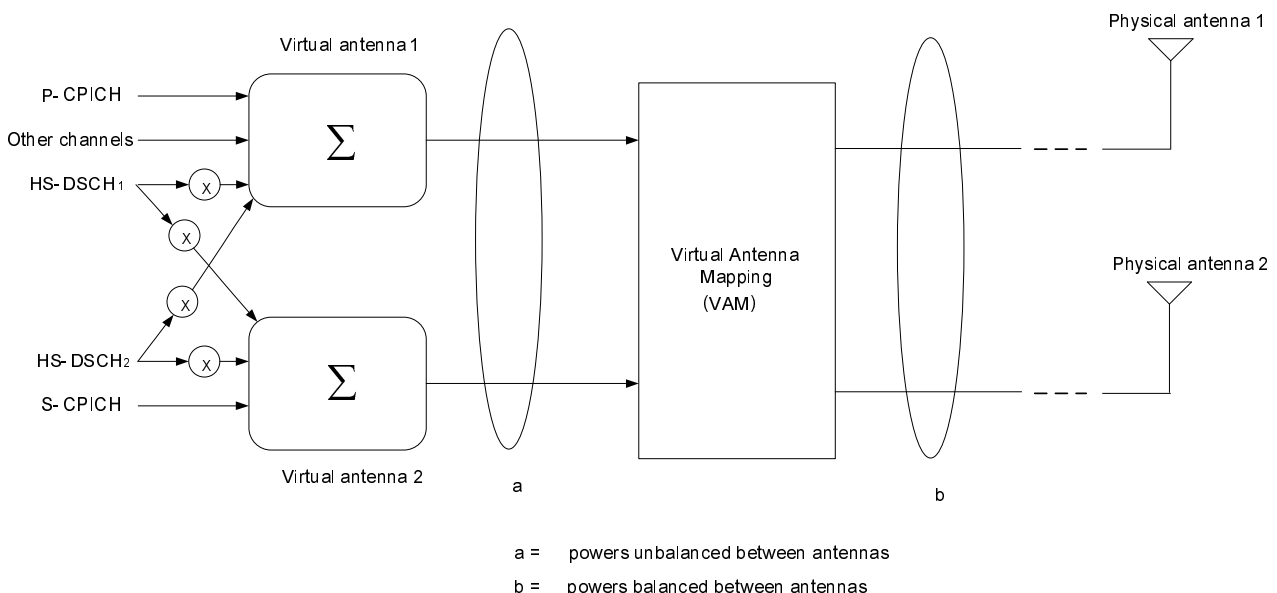 Physical antenna 1
Virtual antenna 1
P- CPICH
Other channels
Σ
HS- DSCH1
X
X
Virtual Antenna
Mapping
(VAM)
Physical antenna 2
X
HS- DSCH2
X
Σ
S- CPICH
Virtual antenna 2
a
b
a = powers unbalanced between antennas
b = powers balanced between antennas